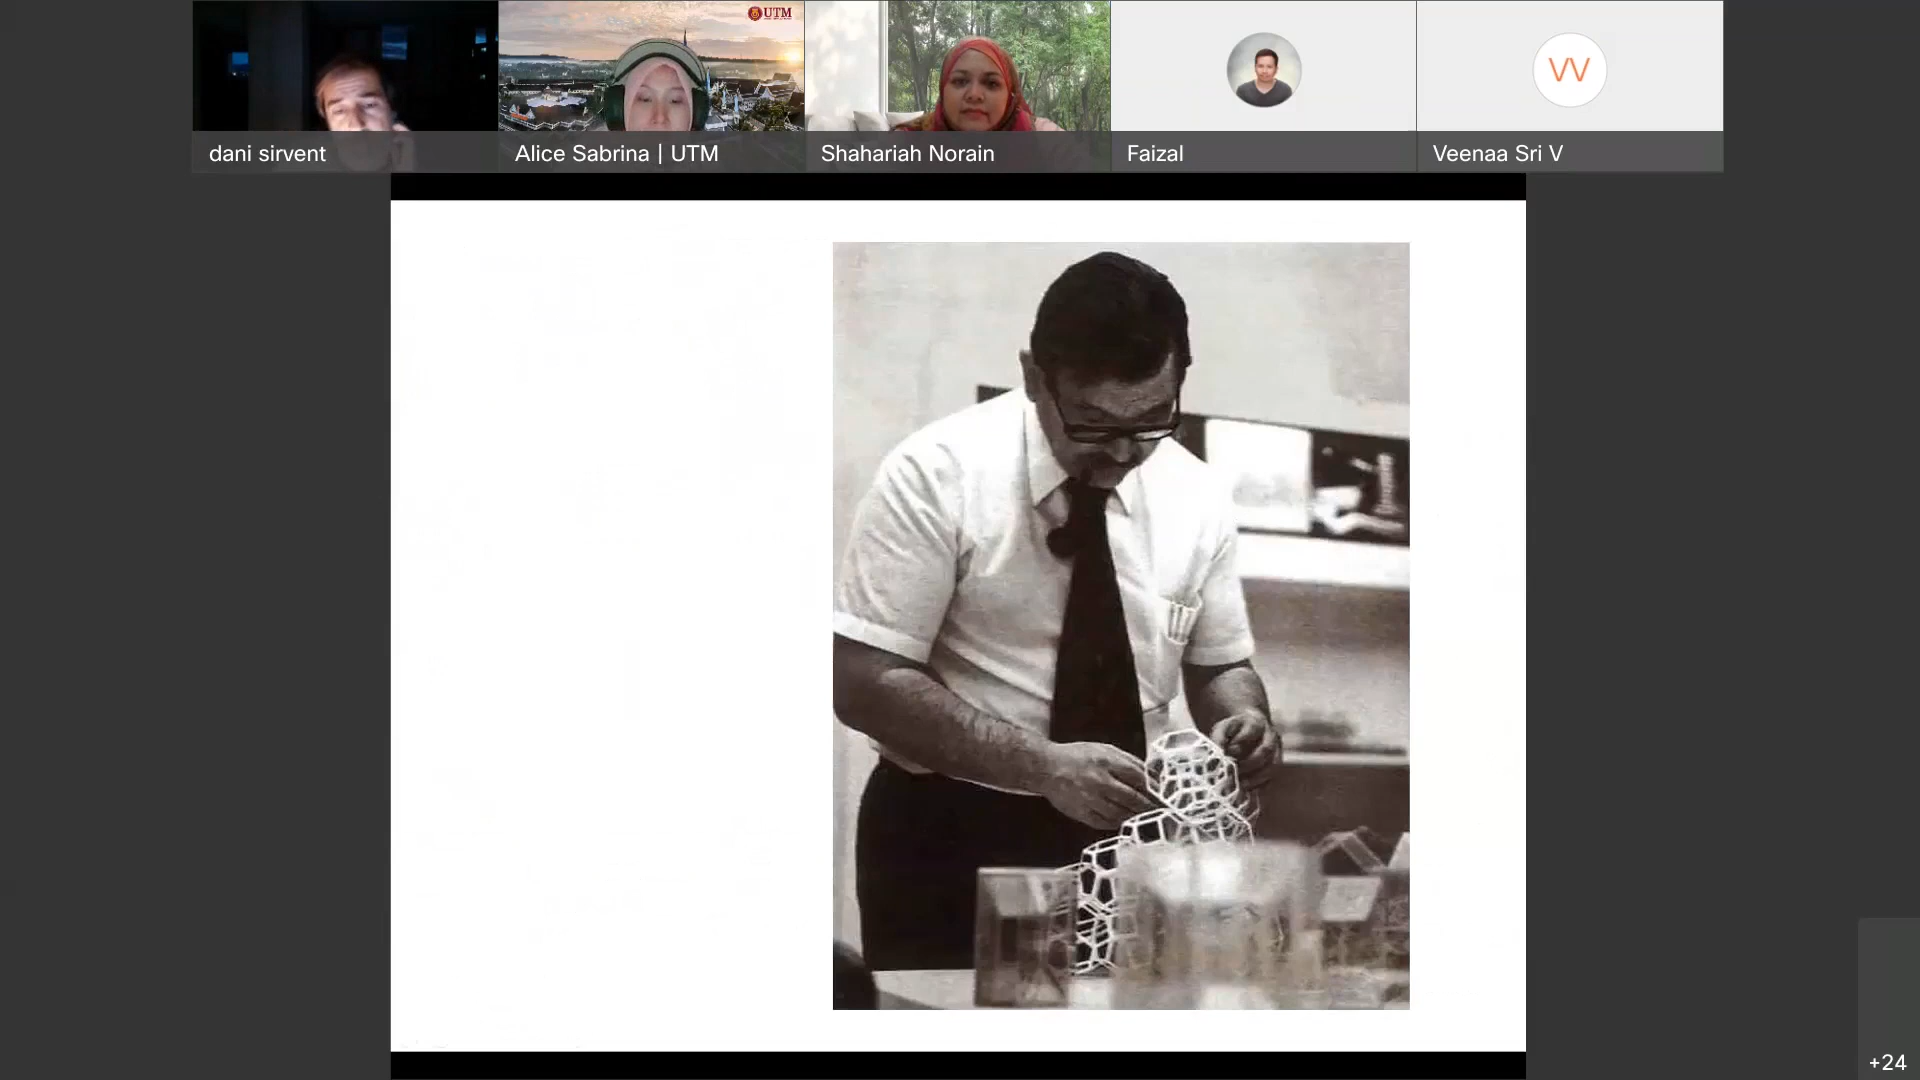 UTM
dani sirvent
Alice Sabrina | UTM
Shahariah Norain
Faizal
VV
Veenaa Sri V
+24